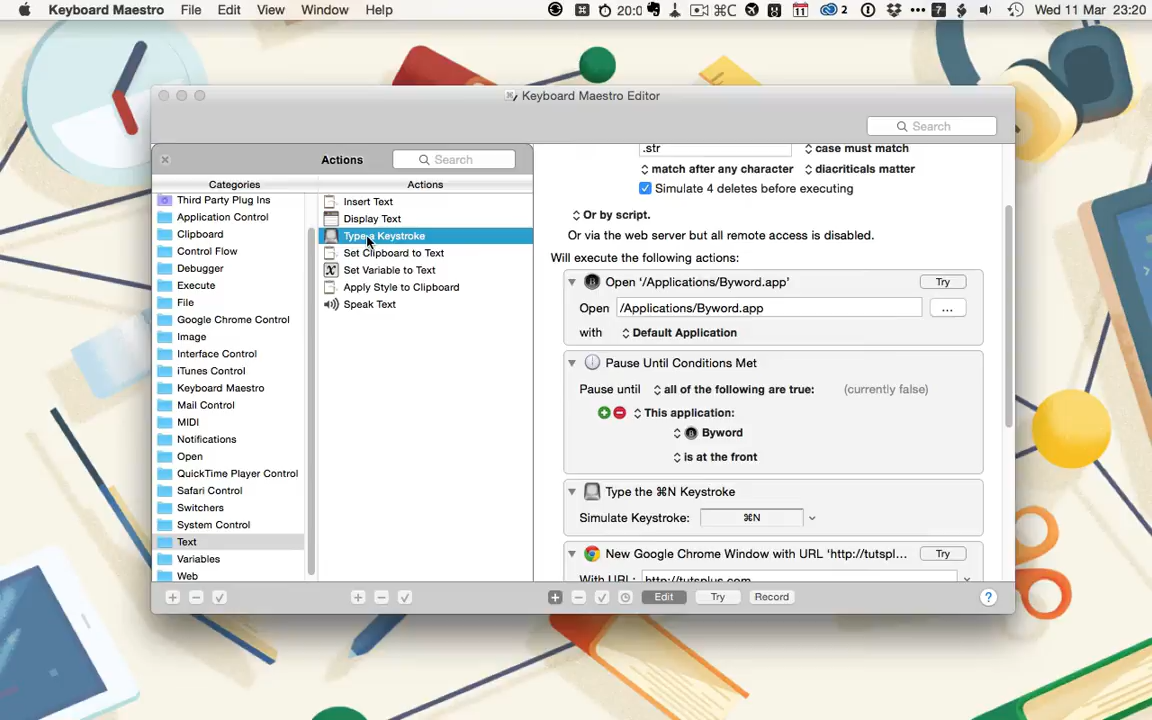 Keyboard Maestro File Edit View Window Help 20:0 ⌘C 11 2 7 Wed 11 Mar 23:20
Keyboard Maestro Editor
Search
Actions
Search
Categories
Actions
Third Party Plug Ins
Application Control
Clipboard
Control Flow
Debugger
Execute
File
Google Chrome Control
Image
Interface Control
iTunes Control
Keyboard Maestro
Mail Control
MIDI
Notifications
Open
QuickTime Player Control
Safari Control
Switchers
System Control
Text
Variables
Web
Insert Text
Display Text
Type a Keystroke
Set Clipboard to Text
Set Variable to Text
Apply Style to Clipboard
Speak Text
.str case must match
match after any character diacriticals matter
Simulate 4 deletes before executing
Or by script.
Or via the web server but all remote access is disabled.
Will execute the following actions:
Open ‘/Applications/Byword.app’ Try
Open /Applications/Byword.app ...
with Default Application
Pause Until Conditions Met
Pause until all of the following are true: (currently false)
This application:
Byword
is at the front
Type the ⌘N Keystroke
Simulate Keystroke: ⌘N
New Google Chrome Window with URL ‘http://tutspl... Try
With URL: http://tutsplus.com
Edit Try Record ?